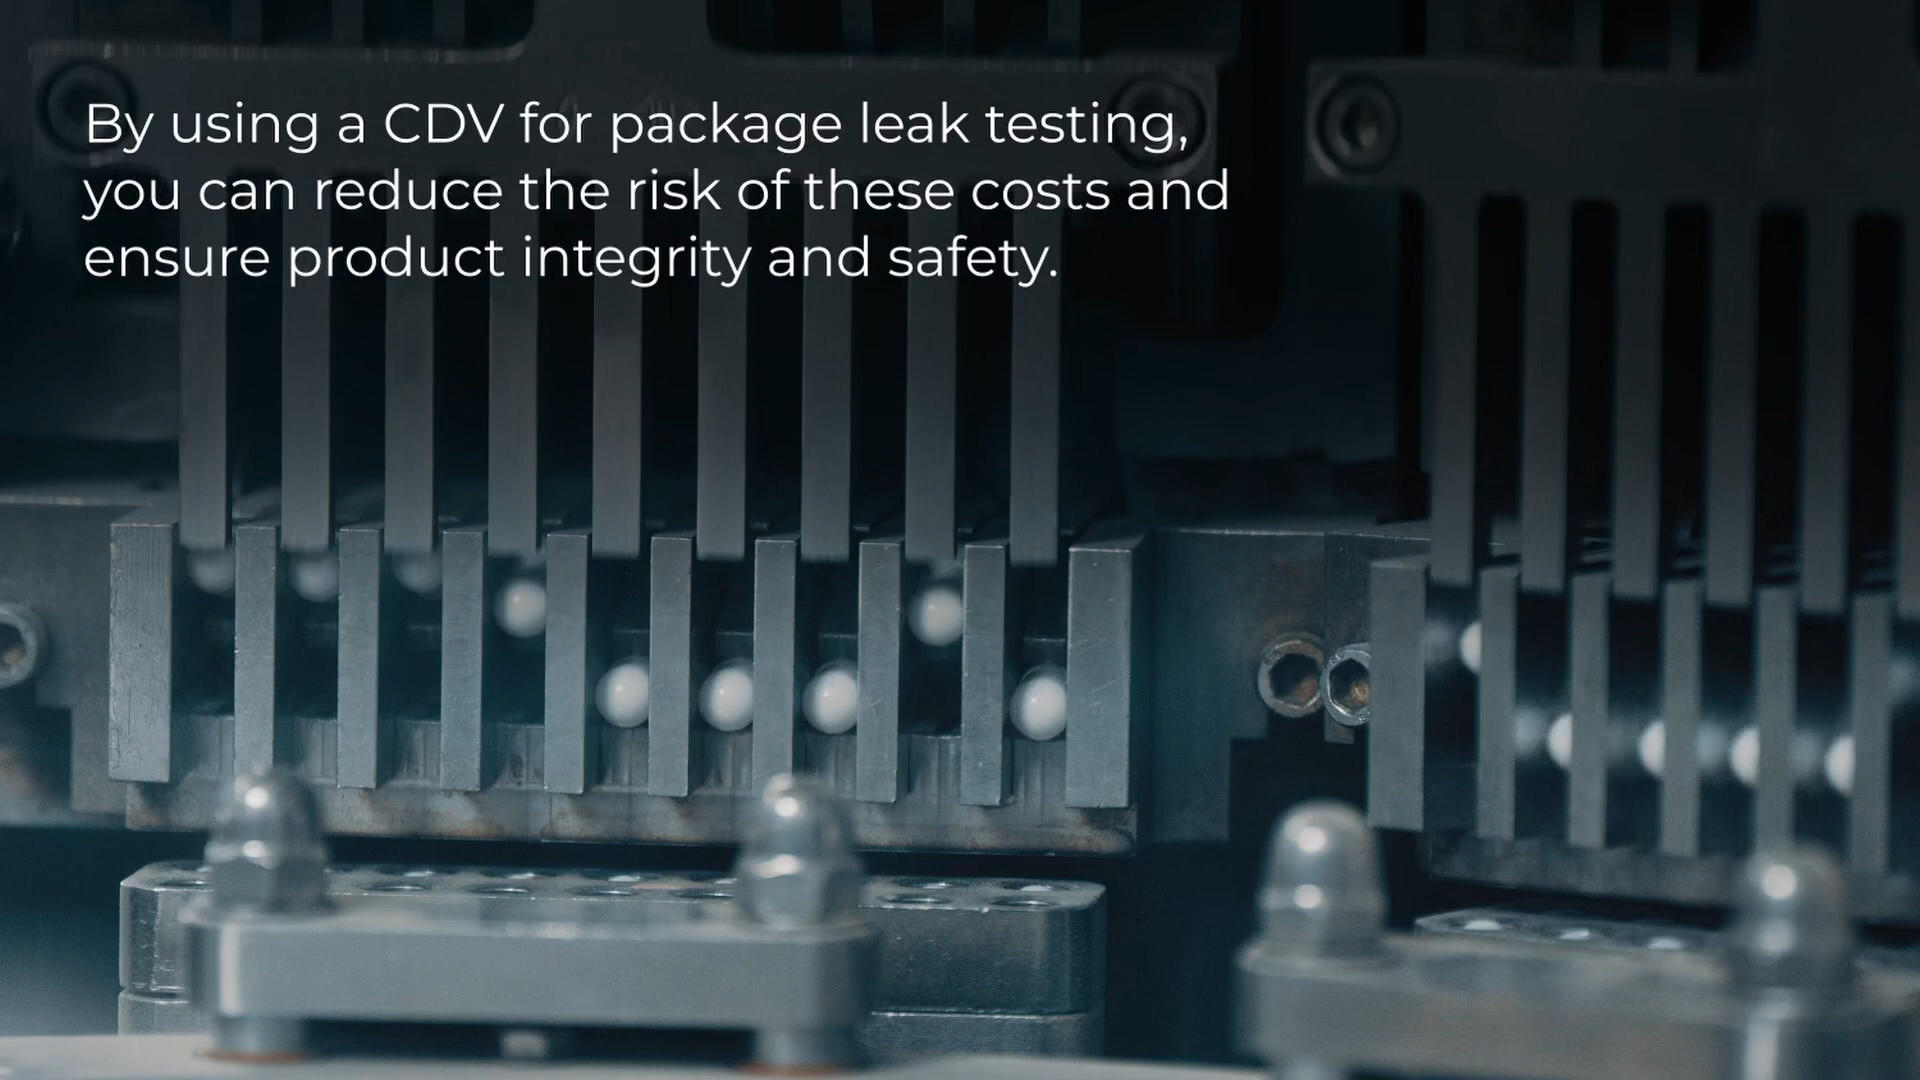 By using a CDV for package leak testing,
you can reduce the risk of these costs and
ensure product integrity and safety.